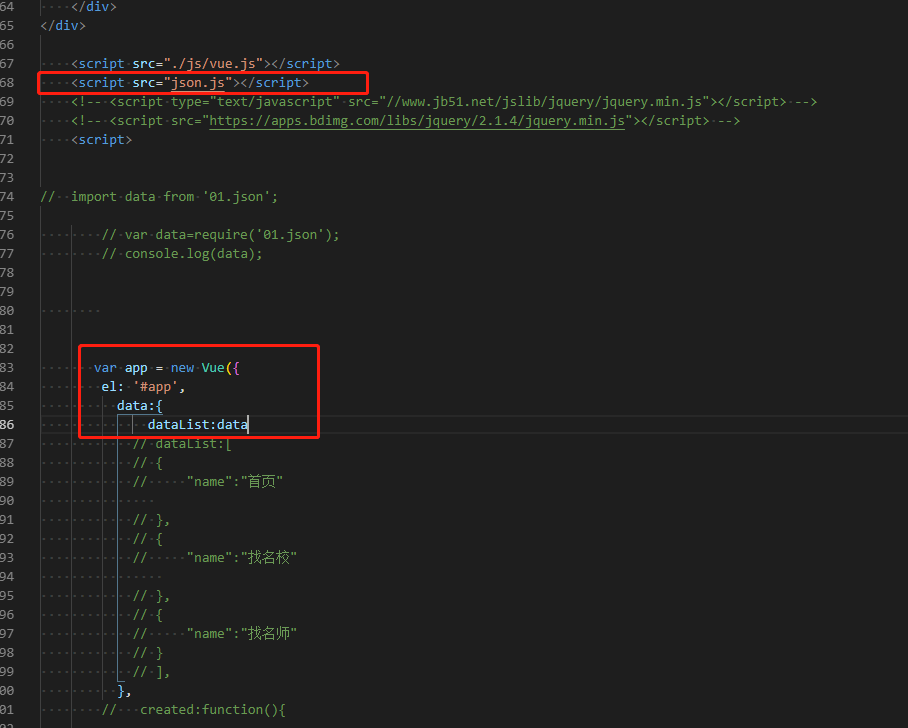 64 </div>
65 </div>
66
67 <script src="./js/vue.js"></script>
68 <script src="json.js"></script>
69 <!-- <script type="text/javascript" src="//www.jb51.net/jslib/jquery/jquery.min.js"></script> -->
70 <!-- <script src="https://apps.bdimg.com/libs/jquery/2.1.4/jquery.min.js"></script> -->
71 <script>
72
73
74 // import data from '01.json';
75
76 // var data=require('01.json');
77 // console.log(data);
78
79
80
81
82
83 var app = new Vue({
84 el: '#app',
85 data:{
86 dataList:data
87 // dataList:[
88 // {
89 // "name":"首页"
90
91 // },
92 // {
93 // "name":"找名校"
94
95 // },
96 // {
97 // "name":"找名师"
98 // }
99 // ],
00 },
01 // created:function(){